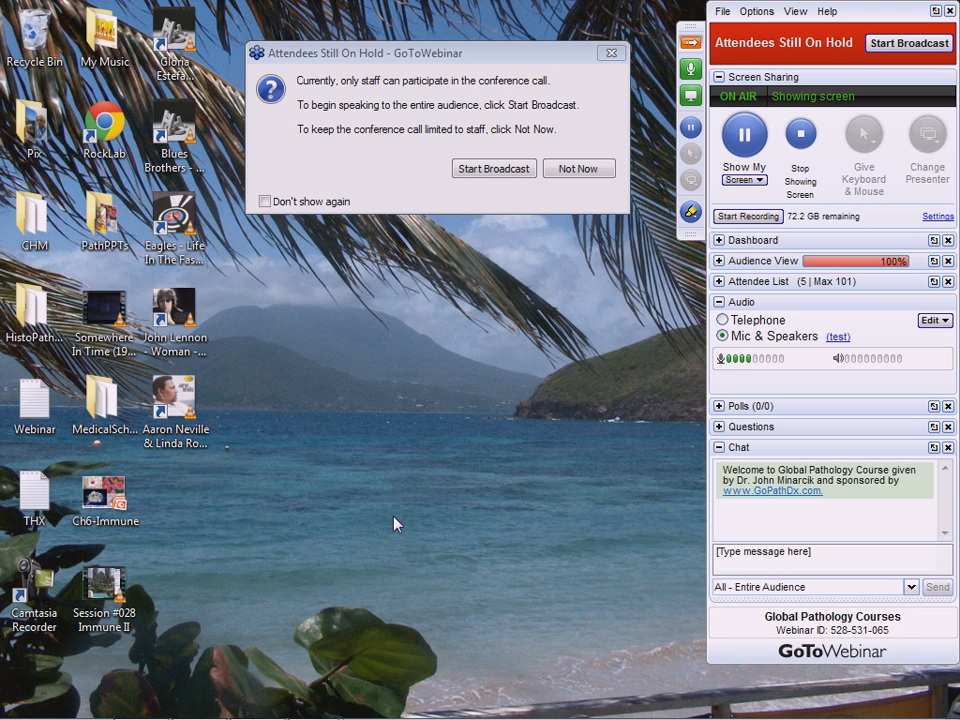 Recycle Bin
My Music
Gloria
Estefa...
Pix
RockLab
Blues
Brothers - ...
CHM
PathPPTs
Eagles - Life
In The Fas...
HistoPath...
Somewhere
In Time (19...
John Lennon
- Woman -...
Webinar
MedicalSch...
Aaron Neville
& Linda Ro...
THX
Ch6-Immune
Camtasia
Recorder
Session #028
Immune II
Attendees Still On Hold - GoToWebinar
Currently, only staff can participate in the conference call.
To begin speaking to the entire audience, click Start Broadcast.
To keep the conference call limited to staff, click Not Now.
Start Broadcast
Not Now
Don't show again
File Options View Help
Attendees Still On Hold Start Broadcast
Screen Sharing
ON AIR Showing screen
Show My
Screen
Stop
Showing
Screen
Give
Keyboard
& Mouse
Change
Presenter
Start Recording 72.2 GB remaining Settings
Dashboard
Audience View 100%
Attendee List (5 | Max 101)
Audio
Telephone Edit
Mic & Speakers (test)
Polls (0/0)
Questions
Chat
Welcome to Global Pathology Course given
by Dr. John Minarcik and sponsored by
www.GoPathDx.com.
[Type message here]
All - Entire Audience Send
Global Pathology Courses
Webinar ID: 528-531-065
GoToWebinar